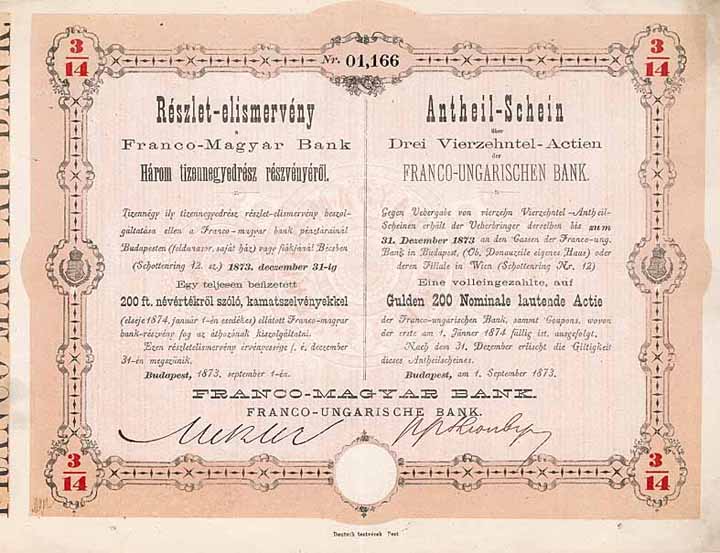 3/14
Nr. 01,166
3/14
Részlet-elismervény
a
Franco-Magyar Bank
Három tizennegyedrész részvényéről.
Tizennégy ily tizennegyedrész részlet-elismervény beszol-
gáltatása ellen a Franco-magyar bank pénztárainál
Budapesten (feldunasor, saját ház) vagy fiókjánál Bécsben
(Schottenring 12. sz.) 1873. deczember 31-ig
Egy teljesen befizetett
200 ft. névértékről szóló, kamatszelvényekkel
(elseje 1874. január 1-én esedékes) ellátott Franco-magyar
bank-részvény fog az áthozónak kiszolgáltatni.
Ezen részletelismervény érvényessége f. é. deczember
31-én megszünik.
Budapest, 1873. september 1-én.
Antheil-Schein
über
Drei Vierzehntel-Actien
der
FRANCO-UNGARISCHEN BANK.
Gegen Uebergabe von vierzehn Vierzehntel-Antheil-
Scheinen erhält der Ueberbringer derselben bis zum
31. Dezember 1873 an den Cassen der Franco-ung.
Bank in Budapest, (Ob. Donauzeile eigenes Haus) oder
deren Filiale in Wien (Schottenring Nr. 12)
Eine volleingezahlte, auf
Gulden 200 Nominale lautende Actie
der Franco-ungarischen Bank, sammt Coupons, wovon
der erste am 1. Jänner 1874 fällig ist, ausgefolgt.
Nach dem 31. Dezember erlischt die Giltigkeit
dieses Antheilscheines.
Budapest, am 1. September 1873.
FRANCO-MAGYAR BANK.
FRANCO-UNGARISCHE BANK.
3/14
3/14
Deutsch testvérek Pest
FRANCO-MAGYAR BANK.